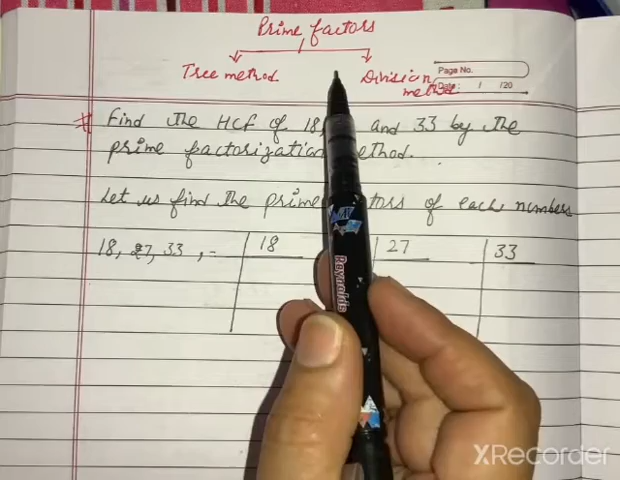 Prime factors
Tree method
Division
method
Page No.
Date : / /20
# Find the HCF of 18, and 33 by the
prime factorization method.
Let us find the prime factors of each numbers
18, 27, 33 , = 18 27 33
Reynolds
XRecorder